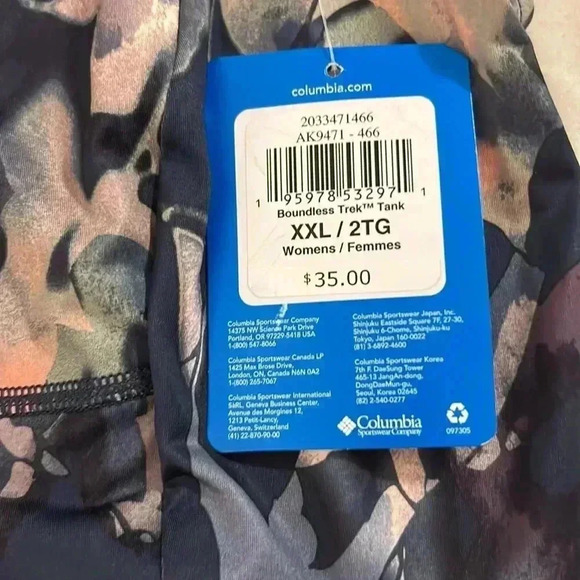 columbia.com
2033471466
AK9471 - 466
1 95978 53297 1
Boundless Trek™ Tank
XXL / 2TG
Womens / Femmes
$35.00
Columbia Sportswear Company
14375 NW Science Park Drive
Portland, OR 97229-5418 USA
1-(800) 547-8066
Columbia Sportswear Canada LP
1425 Max Brose Drive,
London, ON, Canada N6N 0A2
1-(800) 265-7067
Columbia Sportswear International
SàRL, Geneva Business Center,
Avenue des Morgines 12,
1213 Petit-Lancy,
Geneva, Switzerland
(41) 22-870-90-00
Columbia Sportswear Japan, Inc.
Shinjuku Eastside Square 7F, 27-30,
Shinjuku 6-Chome, Shinjuku-ku
Tokyo, Japan 160-0022
(81) 3-6892-4600
Columbia Sportswear Korea
7th F. DaeSung Tower
465-13 JangAn-dong,
DongDaeMun-gu,
Seoul, Korea 02645
(82) 2-540-0277
Columbia
Sportswear Company
097305